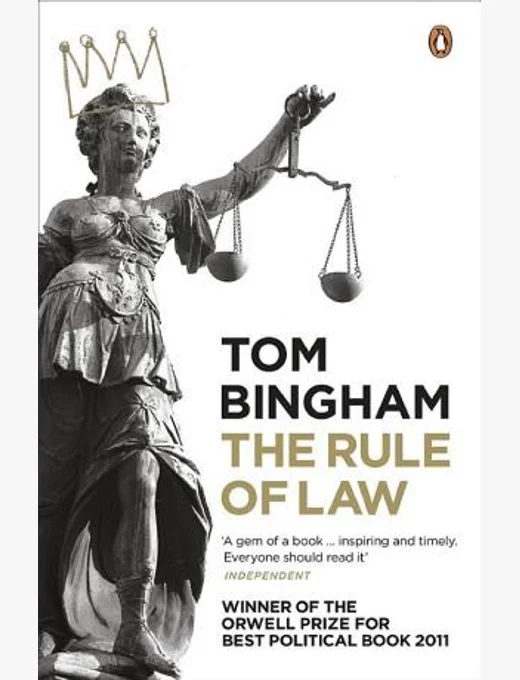 TOM
BINGHAM
THE RULE
OF LAW
'A gem of a book ... inspiring and timely.
Everyone should read it'
INDEPENDENT
WINNER OF THE
ORWELL PRIZE FOR
BEST POLITICAL BOOK 2011